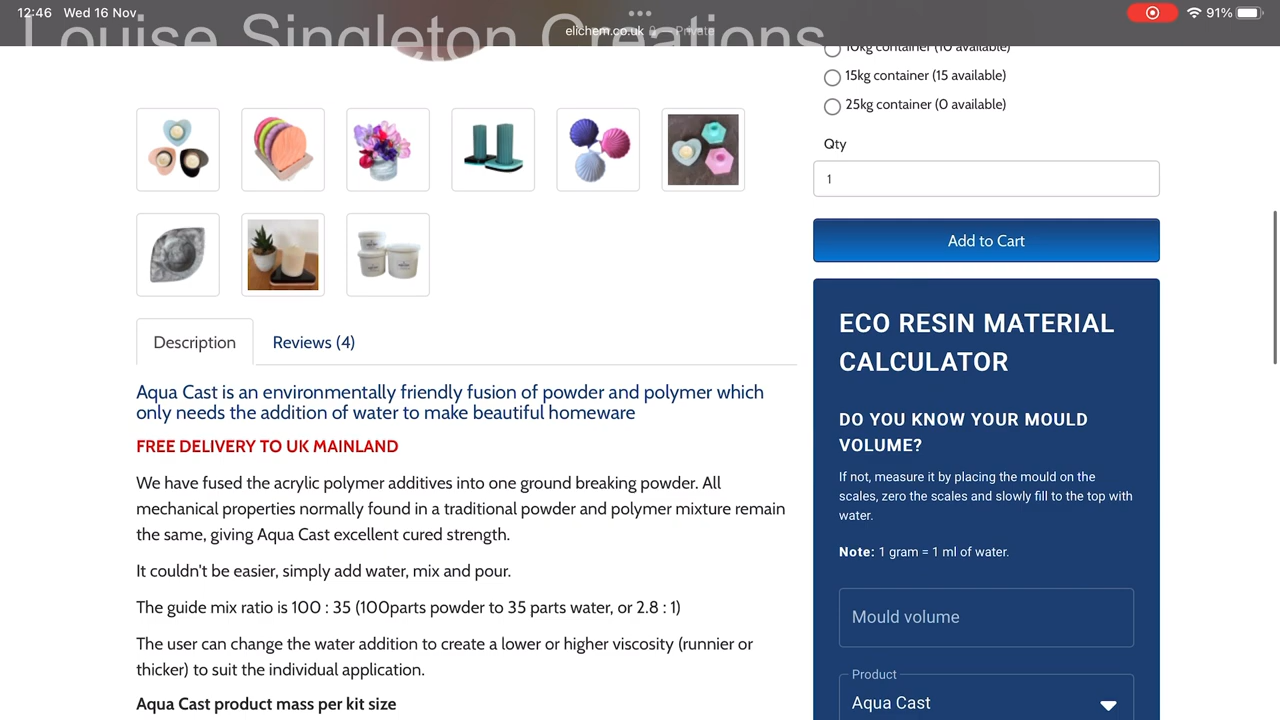 12:46 Wed 16 Nov
91%
elichem.co.uk — Private
Louise Singleton Creations
10kg container (10 available)
15kg container (15 available)
25kg container (0 available)
Qty
1
Add to Cart
Description
Reviews (4)
Aqua Cast is an environmentally friendly fusion of powder and polymer which
only needs the addition of water to make beautiful homeware
FREE DELIVERY TO UK MAINLAND
We have fused the acrylic polymer additives into one ground breaking powder. All
mechanical properties normally found in a traditional powder and polymer mixture remain
the same, giving Aqua Cast excellent cured strength.
It couldn't be easier, simply add water, mix and pour.
The guide mix ratio is 100 : 35 (100parts powder to 35 parts water, or 2.8 : 1)
The user can change the water addition to create a lower or higher viscosity (runnier or
thicker) to suit the individual application.
Aqua Cast product mass per kit size
ECO RESIN MATERIAL
CALCULATOR
DO YOU KNOW YOUR MOULD
VOLUME?
If not, measure it by placing the mould on the
scales, zero the scales and slowly fill to the top with
water.
Note: 1 gram = 1 ml of water.
Mould volume
Product
Aqua Cast